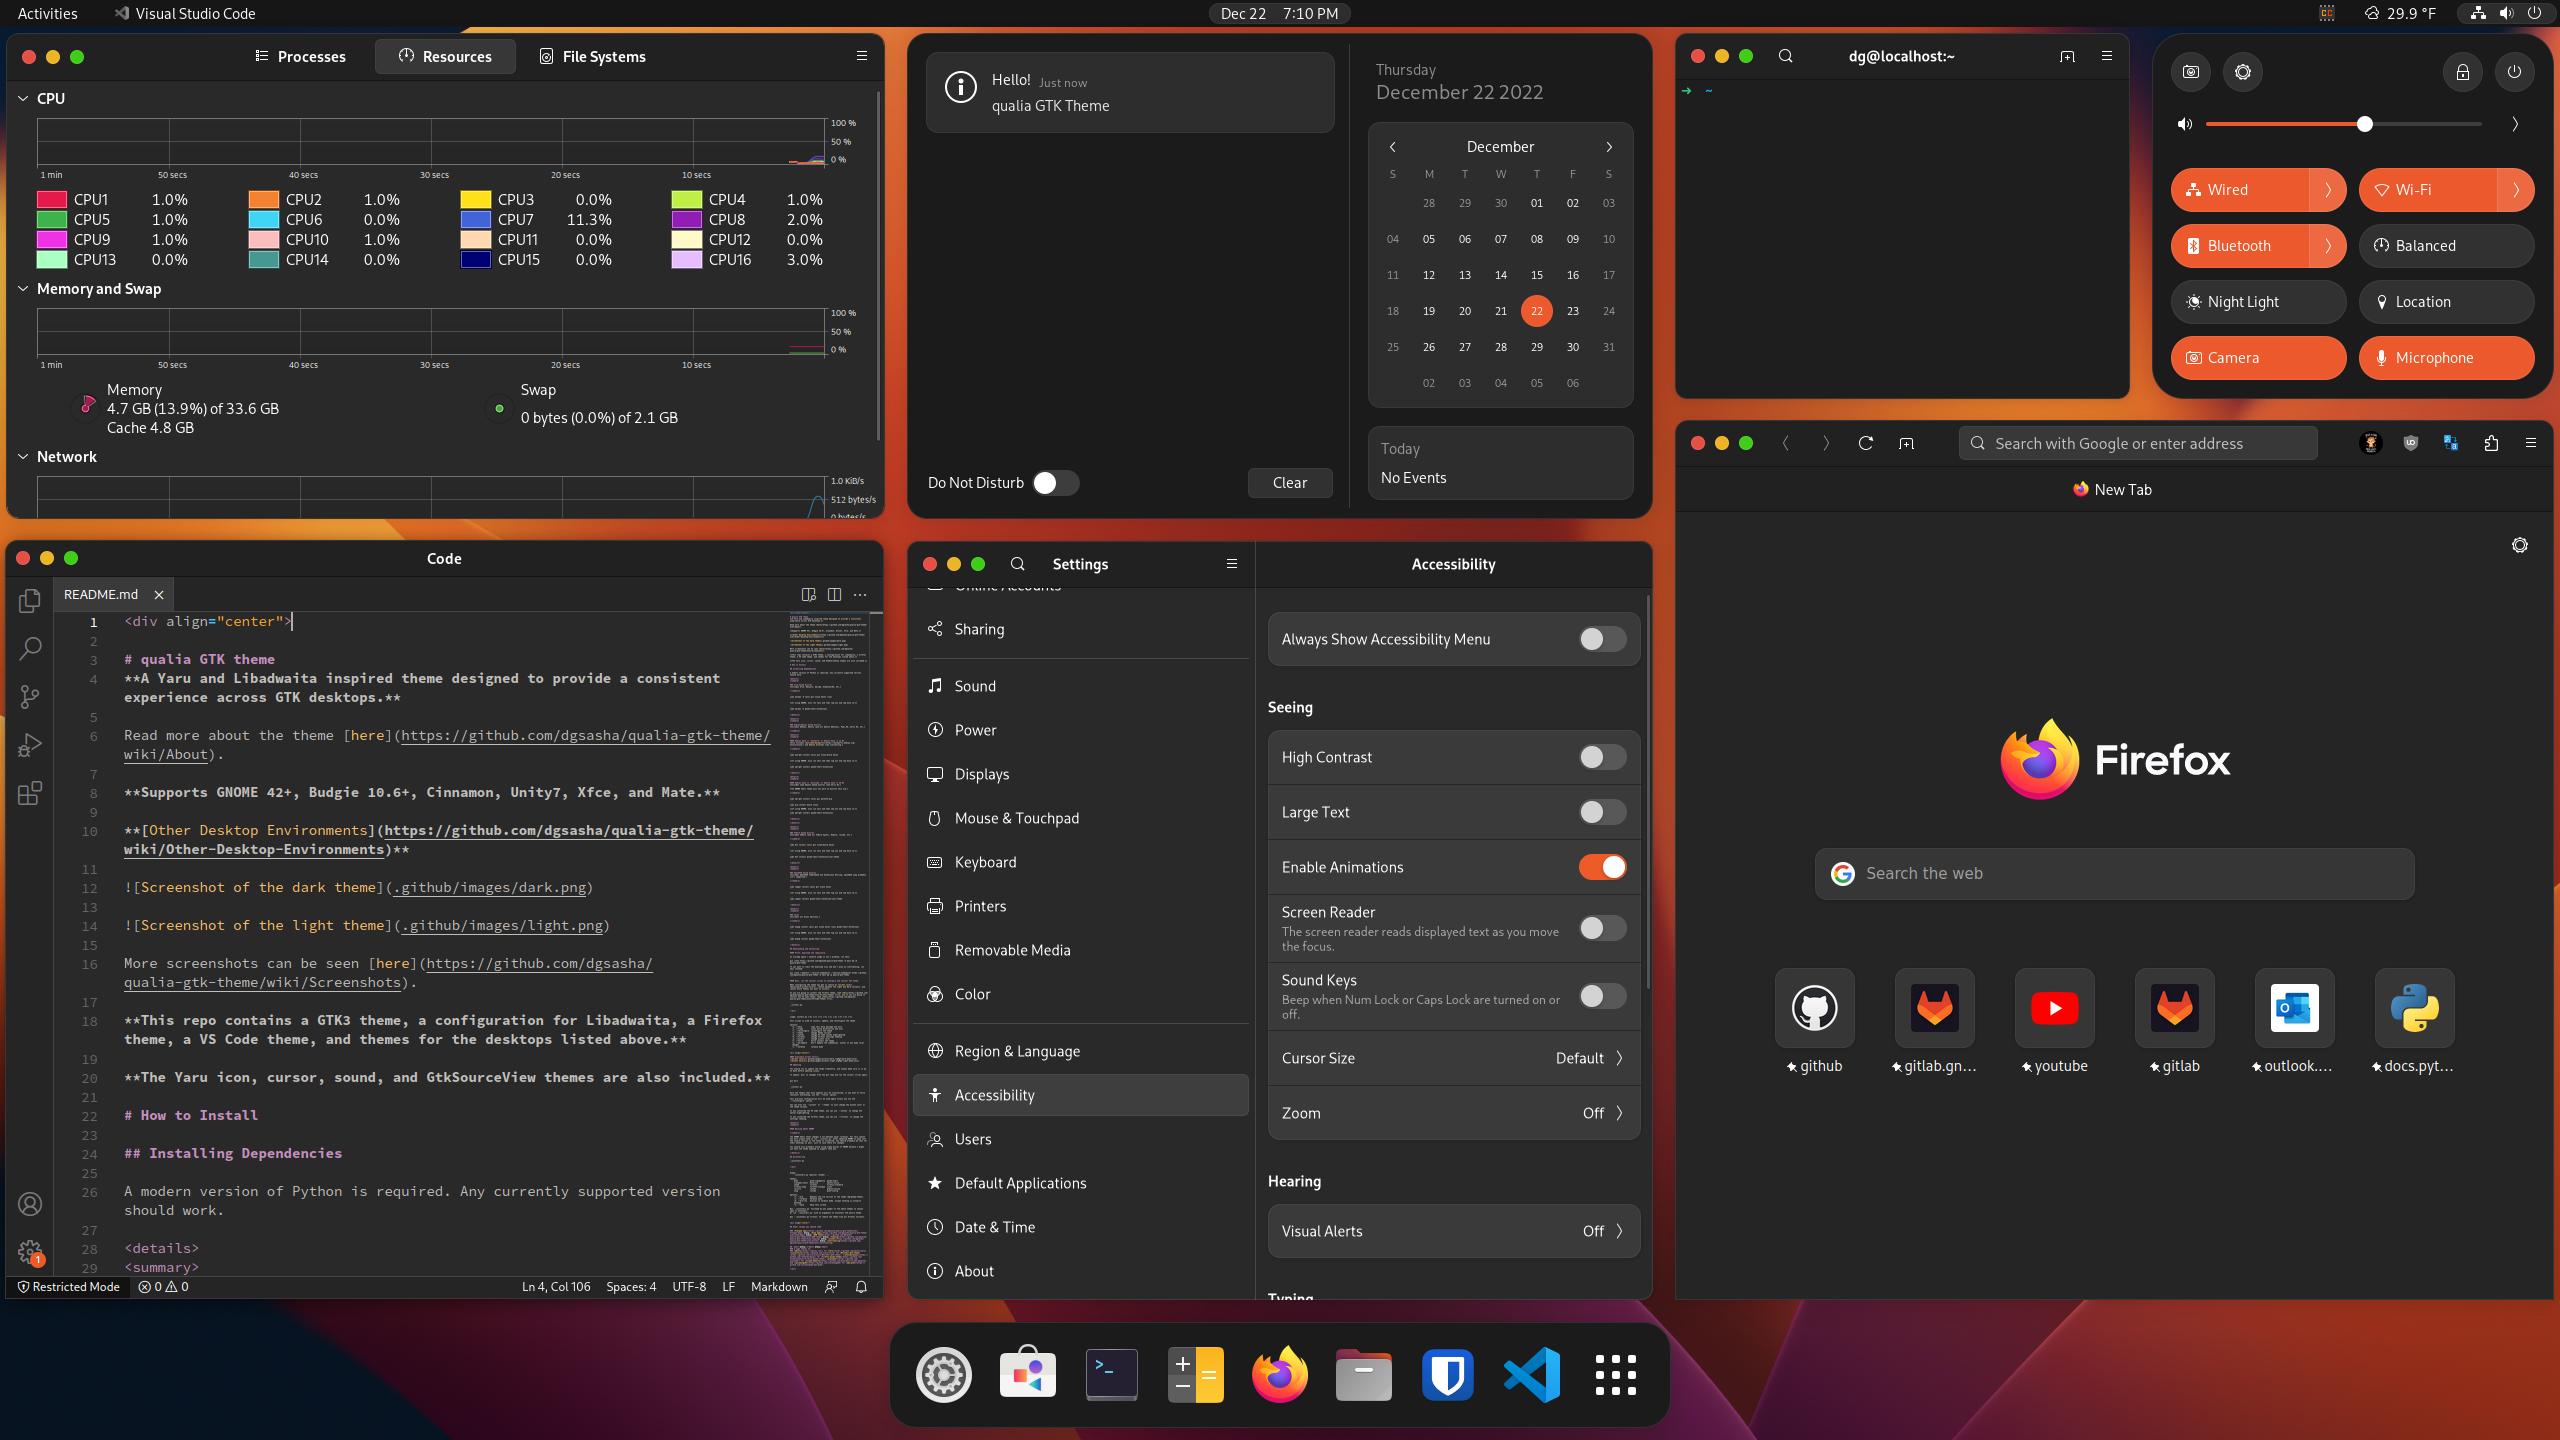 Activities
Visual Studio Code
Dec 22 7:10 PM
29.9 °F
Processes
Resources
File Systems
CPU
100 %
50 %
0 %
1 min 50 secs 40 secs 30 secs 20 secs 10 secs
CPU1 1.0% CPU2 1.0% CPU3 0.0% CPU4 1.0%
CPU5 1.0% CPU6 0.0% CPU7 11.3% CPU8 2.0%
CPU9 1.0% CPU10 1.0% CPU11 0.0% CPU12 0.0%
CPU13 0.0% CPU14 0.0% CPU15 0.0% CPU16 3.0%
Memory and Swap
100 %
50 %
0 %
1 min 50 secs 40 secs 30 secs 20 secs 10 secs
Memory
4.7 GB (13.9%) of 33.6 GB
Cache 4.8 GB
Swap
0 bytes (0.0%) of 2.1 GB
Network
1.0 KiB/s
512 bytes/s
0 bytes/s
Hello! Just now
qualia GTK Theme
Do Not Disturb
Clear
Thursday
December 22 2022
December
S M T W T F S
28 29 30 01 02 03
04 05 06 07 08 09 10
11 12 13 14 15 16 17
18 19 20 21 22 23 24
25 26 27 28 29 30 31
02 03 04 05 06
Today
No Events
dg@localhost:~
➜ ~
Wired
Wi-Fi
Bluetooth
Balanced
Night Light
Location
Camera
Microphone
Code
README.md
1 <div align="center">
2
3 # qualia GTK theme
4 **A Yaru and Libadwaita inspired theme designed to provide a consistent
experience across GTK desktops.**
5
6 Read more about the theme [here](https://github.com/dgsasha/qualia-gtk-theme/
wiki/About).
7
8 **Supports GNOME 42+, Budgie 10.6+, Cinnamon, Unity7, Xfce, and Mate.**
9
10 **[Other Desktop Environments](https://github.com/dgsasha/qualia-gtk-theme/
wiki/Other-Desktop-Environments)**
11
12 ![Screenshot of the dark theme](.github/images/dark.png)
13
14 ![Screenshot of the light theme](.github/images/light.png)
15
16 More screenshots can be seen [here](https://github.com/dgsasha/
qualia-gtk-theme/wiki/Screenshots).
17
18 **This repo contains a GTK3 theme, a configuration for Libadwaita, a Firefox
theme, a VS Code theme, and themes for the desktops listed above.**
19
20 **The Yaru icon, cursor, sound, and GtkSourceView themes are also included.**
21
22 # How to Install
23
24 ## Installing Dependencies
25
26 A modern version of Python is required. Any currently supported version
should work.
27
28 <details>
29 <summary>
1
Restricted Mode
0 0
Ln 4, Col 106
Spaces: 4
UTF-8
LF
Markdown
Settings
Online Accounts
Sharing
Sound
Power
Displays
Mouse & Touchpad
Keyboard
Printers
Removable Media
Color
Region & Language
Accessibility
Users
Default Applications
Date & Time
About
Accessibility
Always Show Accessibility Menu
Seeing
High Contrast
Large Text
Enable Animations
Screen Reader
The screen reader reads displayed text as you move
the focus.
Sound Keys
Beep when Num Lock or Caps Lock are turned on or
off.
Cursor Size Default
Zoom Off
Hearing
Visual Alerts Off
Typing
Search with Google or enter address
New Tab
Firefox
Search the web
github
gitlab.gn...
youtube
gitlab
outlook....
docs.pyt...